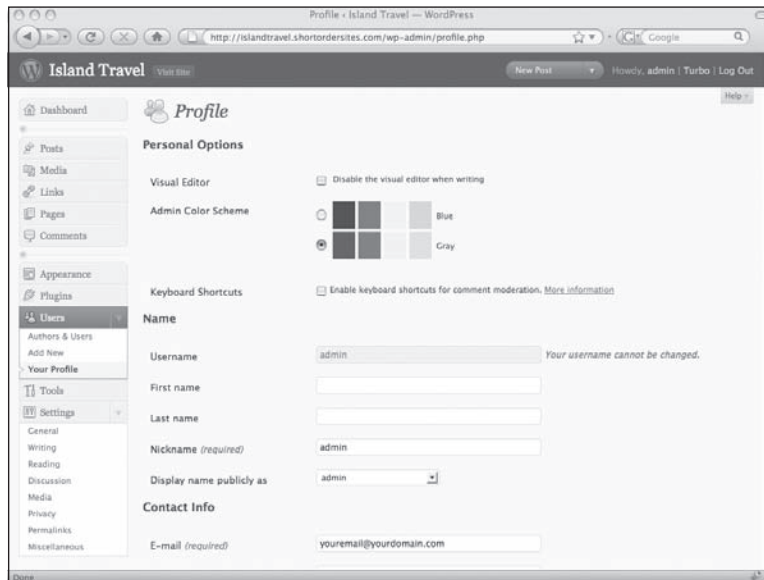 Profile ‹ Island Travel — WordPress
http://islandtravel.shortordersites.com/wp-admin/profile.php
Google
Island Travel
Visit Site
New Post
Howdy, admin | Turbo | Log Out
Help
Dashboard
Posts
Media
Links
Pages
Comments
Appearance
Plugins
Users
Authors & Users
Add New
Your Profile
Tools
Settings
General
Writing
Reading
Discussion
Media
Privacy
Permalinks
Miscellaneous
Profile
Personal Options
Visual Editor
Disable the visual editor when writing
Admin Color Scheme
Blue
Gray
Keyboard Shortcuts
Enable keyboard shortcuts for comment moderation. More information
Name
Username
admin
Your username cannot be changed.
First name
Last name
Nickname (required)
admin
Display name publicly as
admin
Contact Info
E-mail (required)
youremail@yourdomain.com
Done